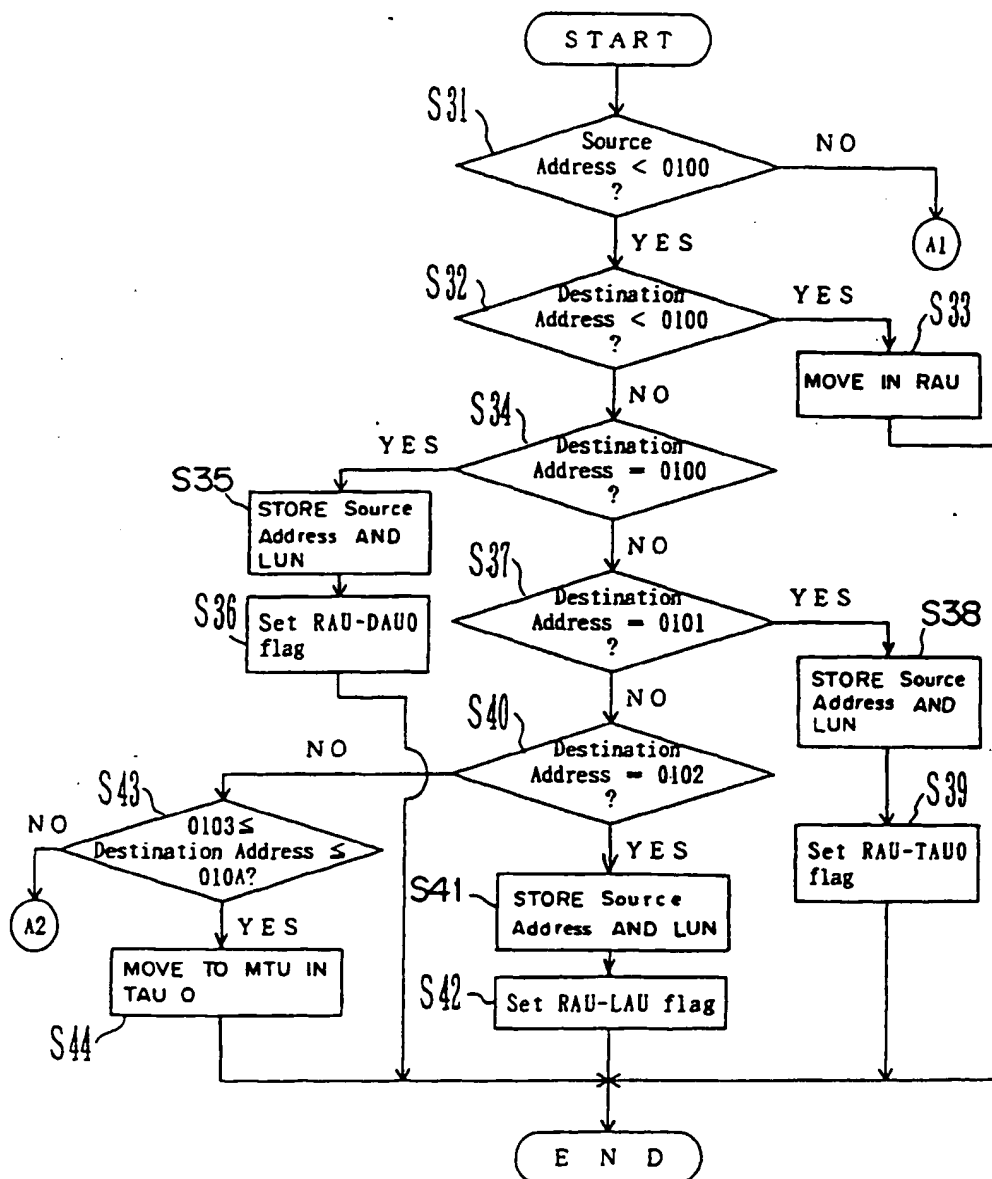 START
S31
Source
Address < 0100
?
NO
A1
YES
S32
Destination
Address < 0100
?
YES
S33
MOVE IN RAU
NO
S34
Destination
Address = 0100
?
YES
S35
STORE Source
Address AND
LUN
S36
Set RAU-DAU0
flag
NO
S37
Destination
Address = 0101
?
YES
S38
STORE Source
Address AND
LUN
S39
Set RAU-TAU0
flag
NO
S40
Destination
Address = 0102
?
NO
S43
0103≤
Destination Address ≤
010A?
NO
A2
YES
MOVE TO MTU IN
TAU 0
S44
YES
S41
STORE Source
Address AND LUN
S42
Set RAU-LAU flag
END